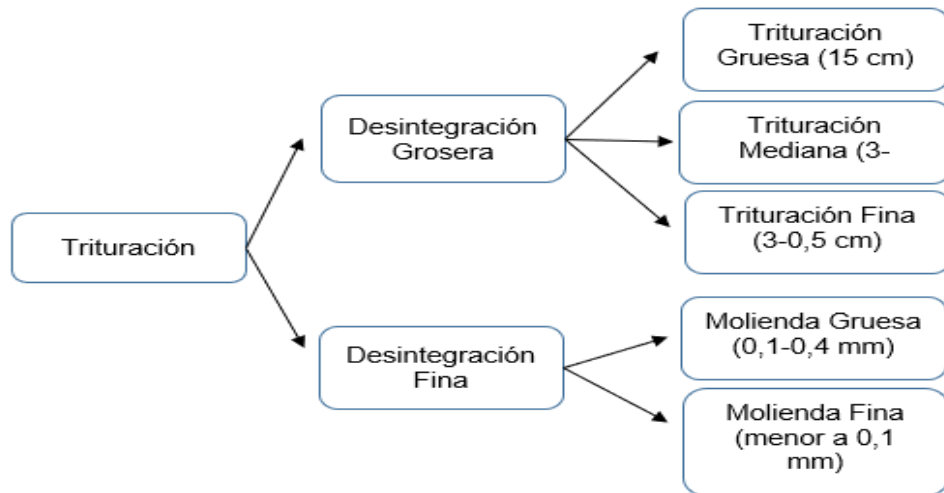 Trituración
Desintegración
Grosera
Desintegración
Fina
Trituración
Gruesa (15 cm)
Trituración
Mediana (3-
Trituración Fina
(3-0,5 cm)
Molienda Gruesa
(0,1-0,4 mm)
Molienda Fina
(menor a 0,1
mm)